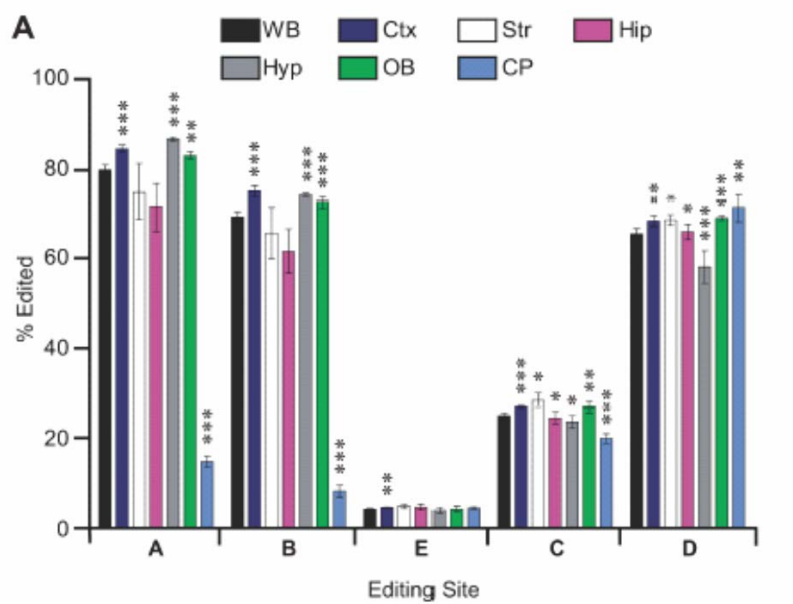 A
WB Ctx Str Hip
Hyp OB CP
100
80
60
40
20
0
% Edited
*** *** *** **
***
*** *** ***
***
**
*** * * * ** ***
** * * *** *** **
A B E C D
Editing Site